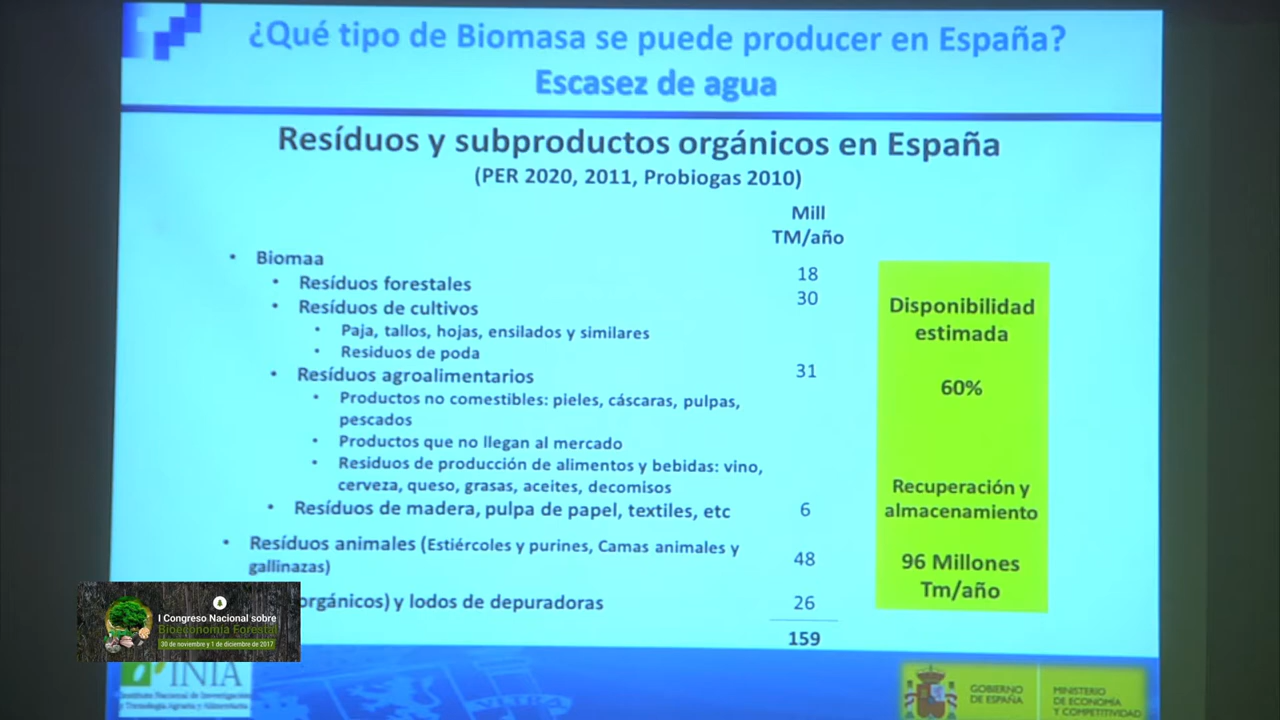 ¿Qué tipo de Biomasa se puede producer en España?
Escasez de agua
Resíduos y subproductos orgánicos en España
(PER 2020, 2011, Probiogas 2010)
Mill
TM/año
• Biomaa
• Resíduos forestales 18
• Resíduos de cultivos 30
• Paja, tallos, hojas, ensilados y similares
• Residuos de poda
• Resíduos agroalimentarios 31
• Productos no comestibles: pieles, cáscaras, pulpas,
pescados
• Productos que no llegan al mercado
• Residuos de producción de alimentos y bebidas: vino,
cerveza, queso, grasas, aceites, decomisos
• Resíduos de madera, pulpa de papel, textiles, etc 6
• Resíduos animales (Estiércoles y purines, Camas animales y
gallinazas) 48
orgánicos) y lodos de depuradoras 26
159
Disponibilidad
estimada
60%
Recuperación y
almacenamiento
96 Millones
Tm/año
I Congreso Nacional sobre
Bioeconomía Forestal
30 de noviembre y 1 de diciembre de 2017
INIA
Instituto Nacional de Investigación
y Tecnología Agraria y Alimentaria
GOBIERNO
DE ESPAÑA
MINISTERIO
DE ECONOMÍA
Y COMPETITIVIDAD